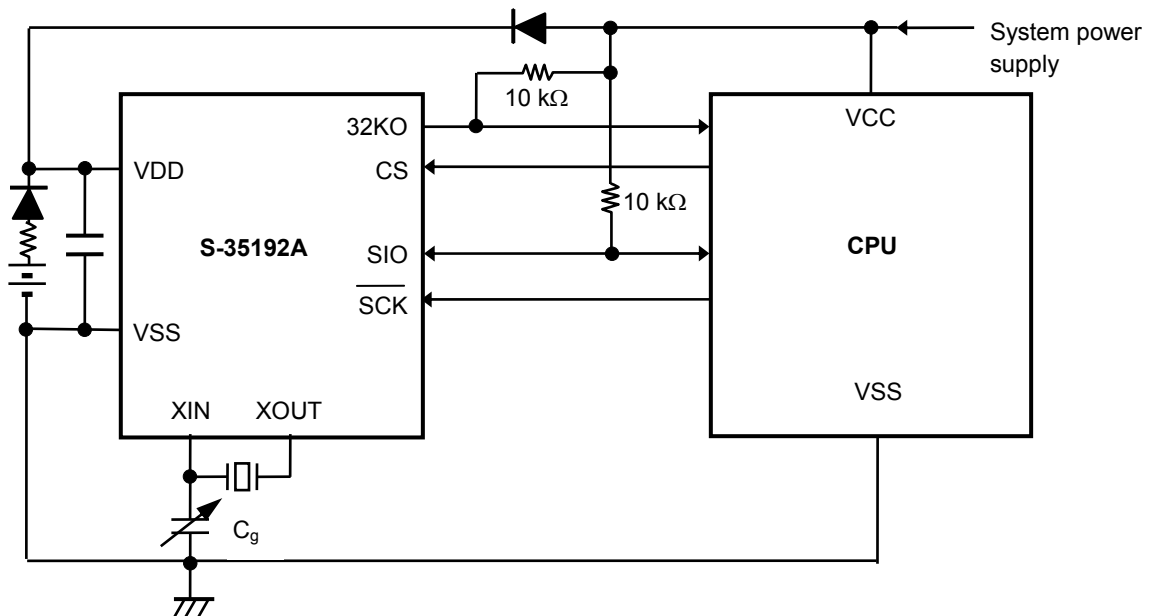 System power
supply
10 kΩ
32KO
VCC
VDD
CS
10 kΩ
S-35192A
SIO
CPU
SCK
VSS
VSS
XIN
XOUT
Cg